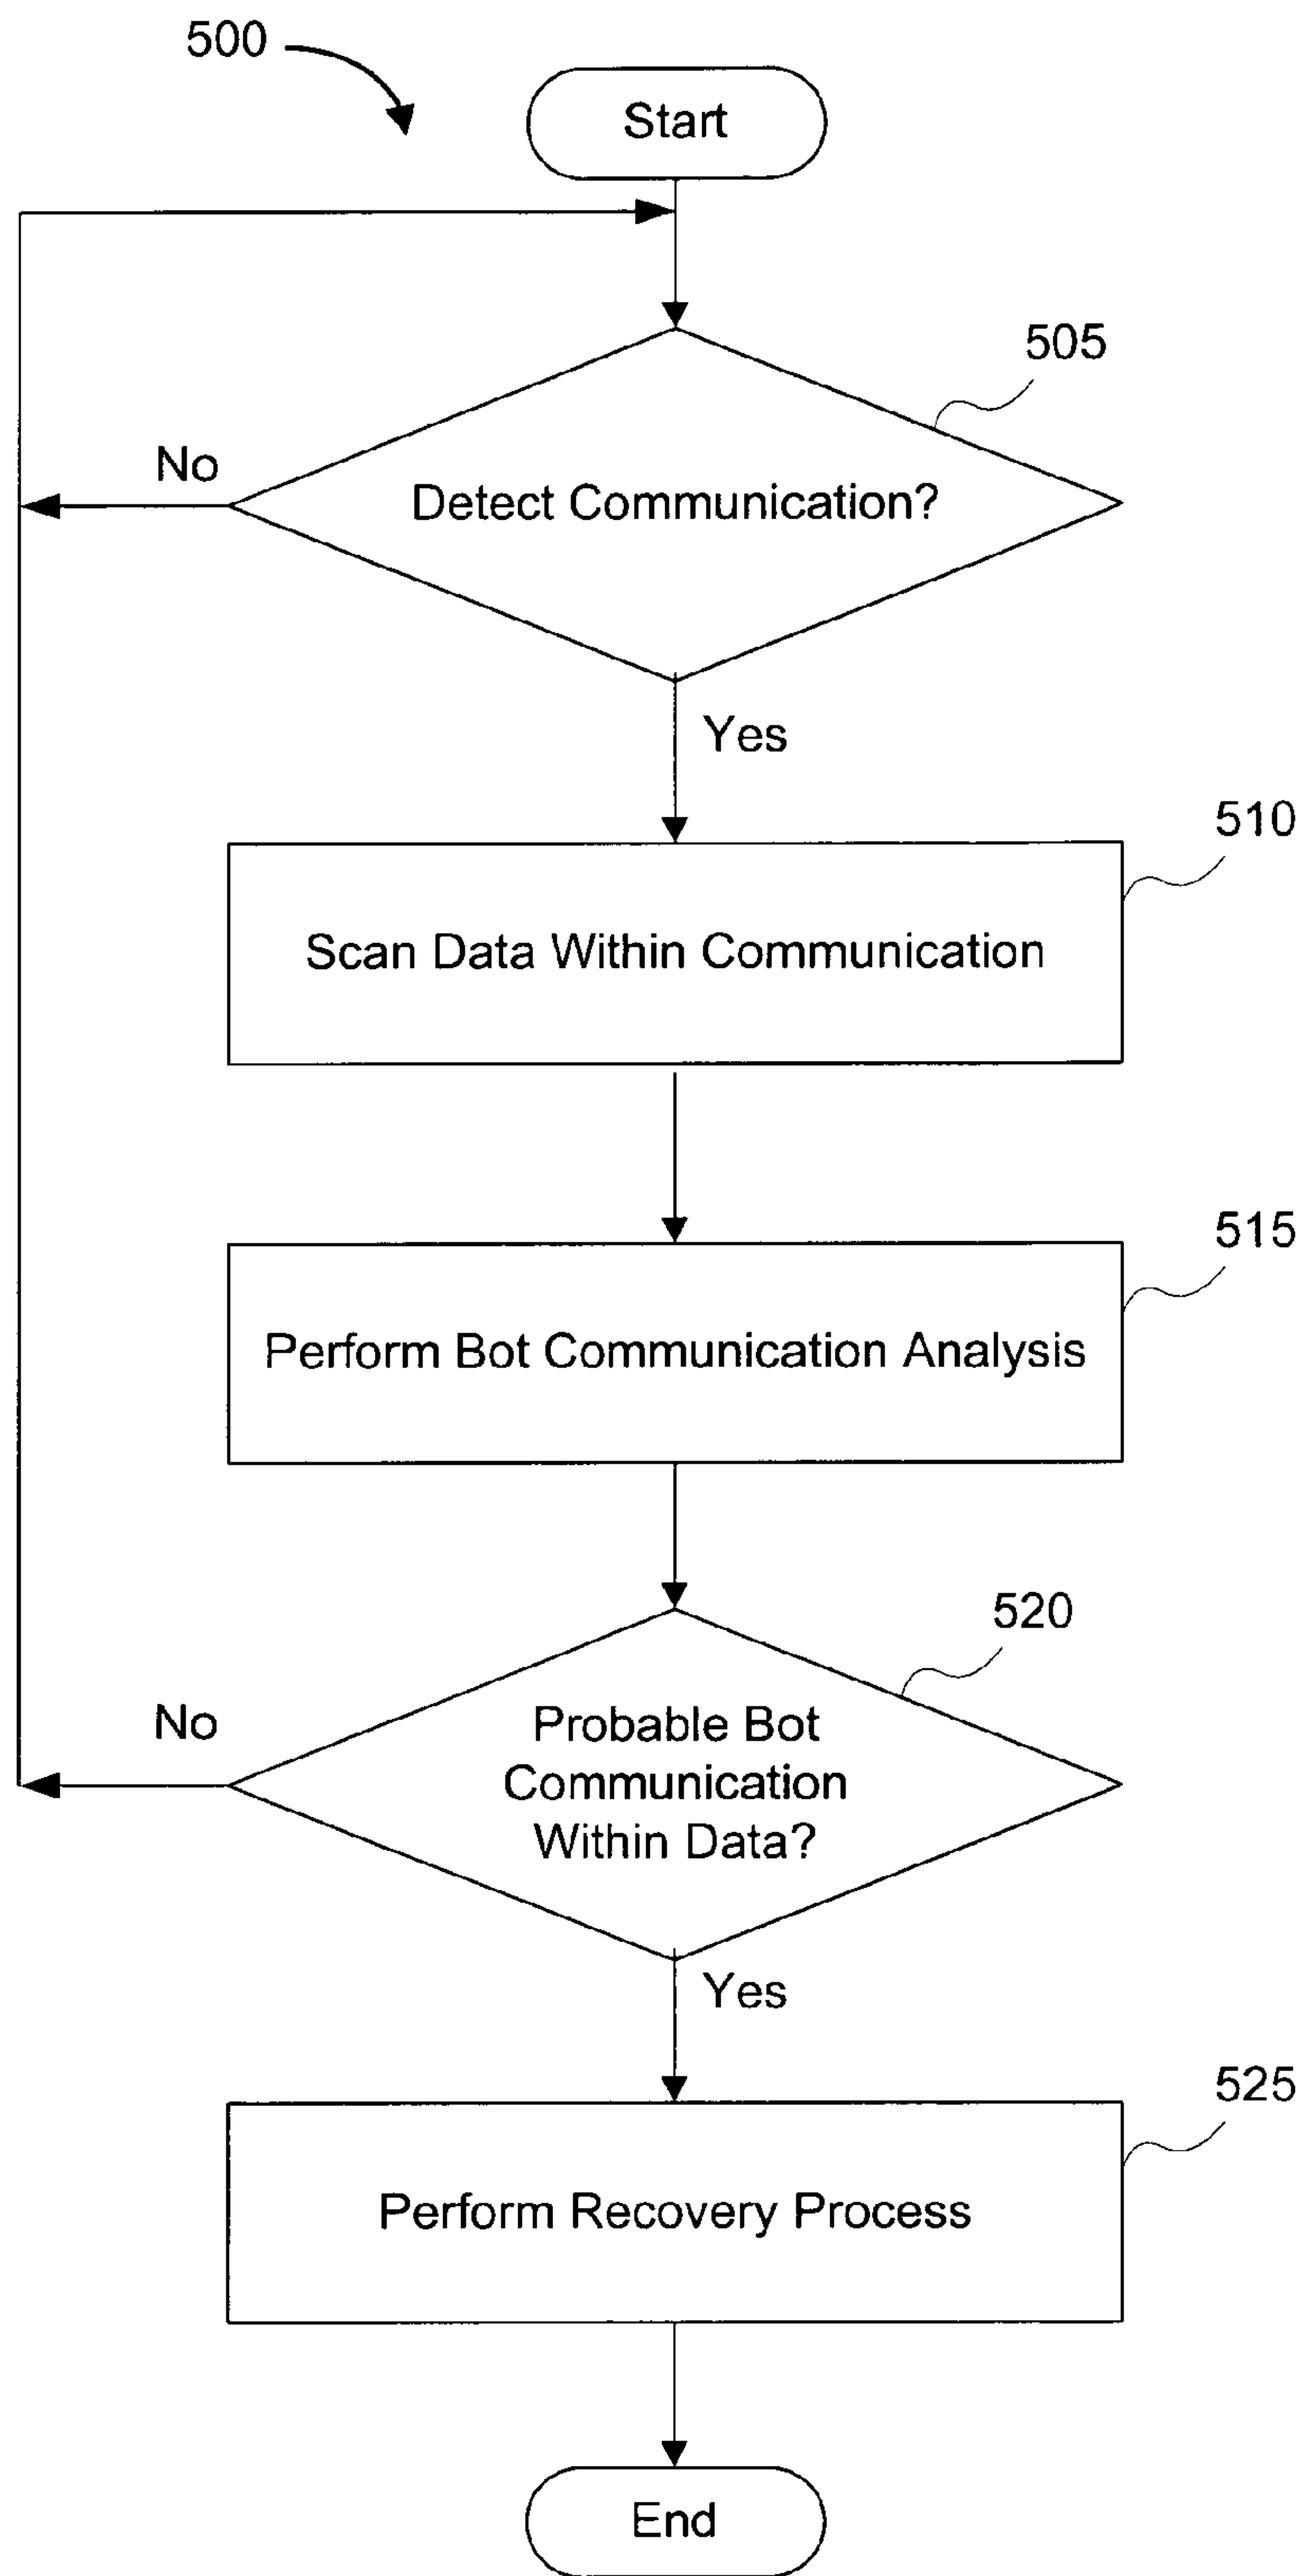 500
Start
505
No
Detect Communication?
Yes
510
Scan Data Within Communication
515
Perform Bot Communication Analysis
520
No
Probable Bot
Communication
Within Data?
Yes
525
Perform Recovery Process
End